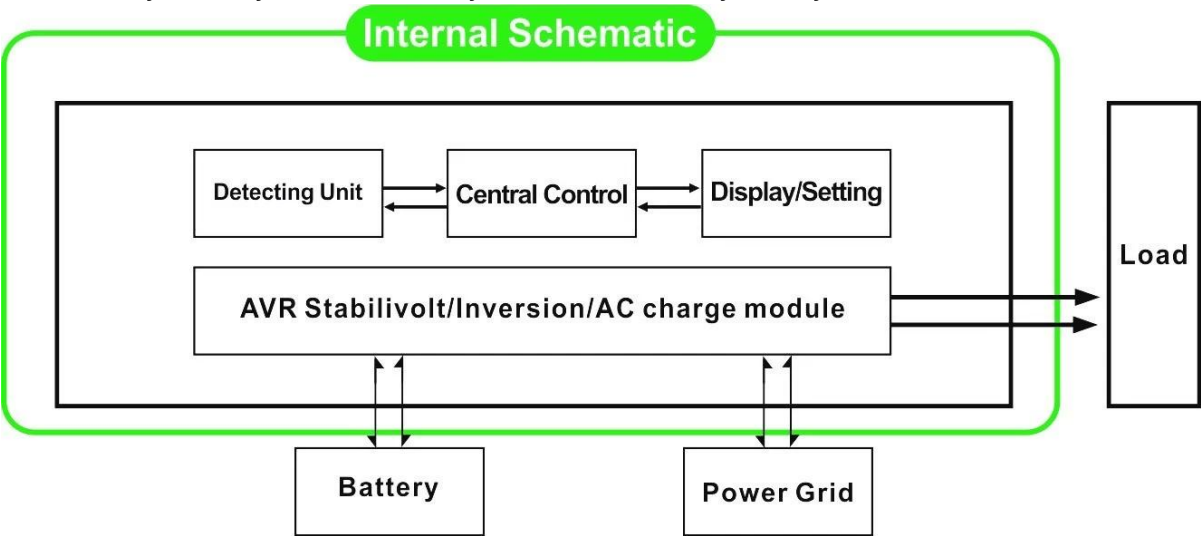 Internal Schematic
Detecting Unit
Central Control
Display/Setting
Load
AVR Stabilivolt/Inversion/AC charge module
Battery
Power Grid